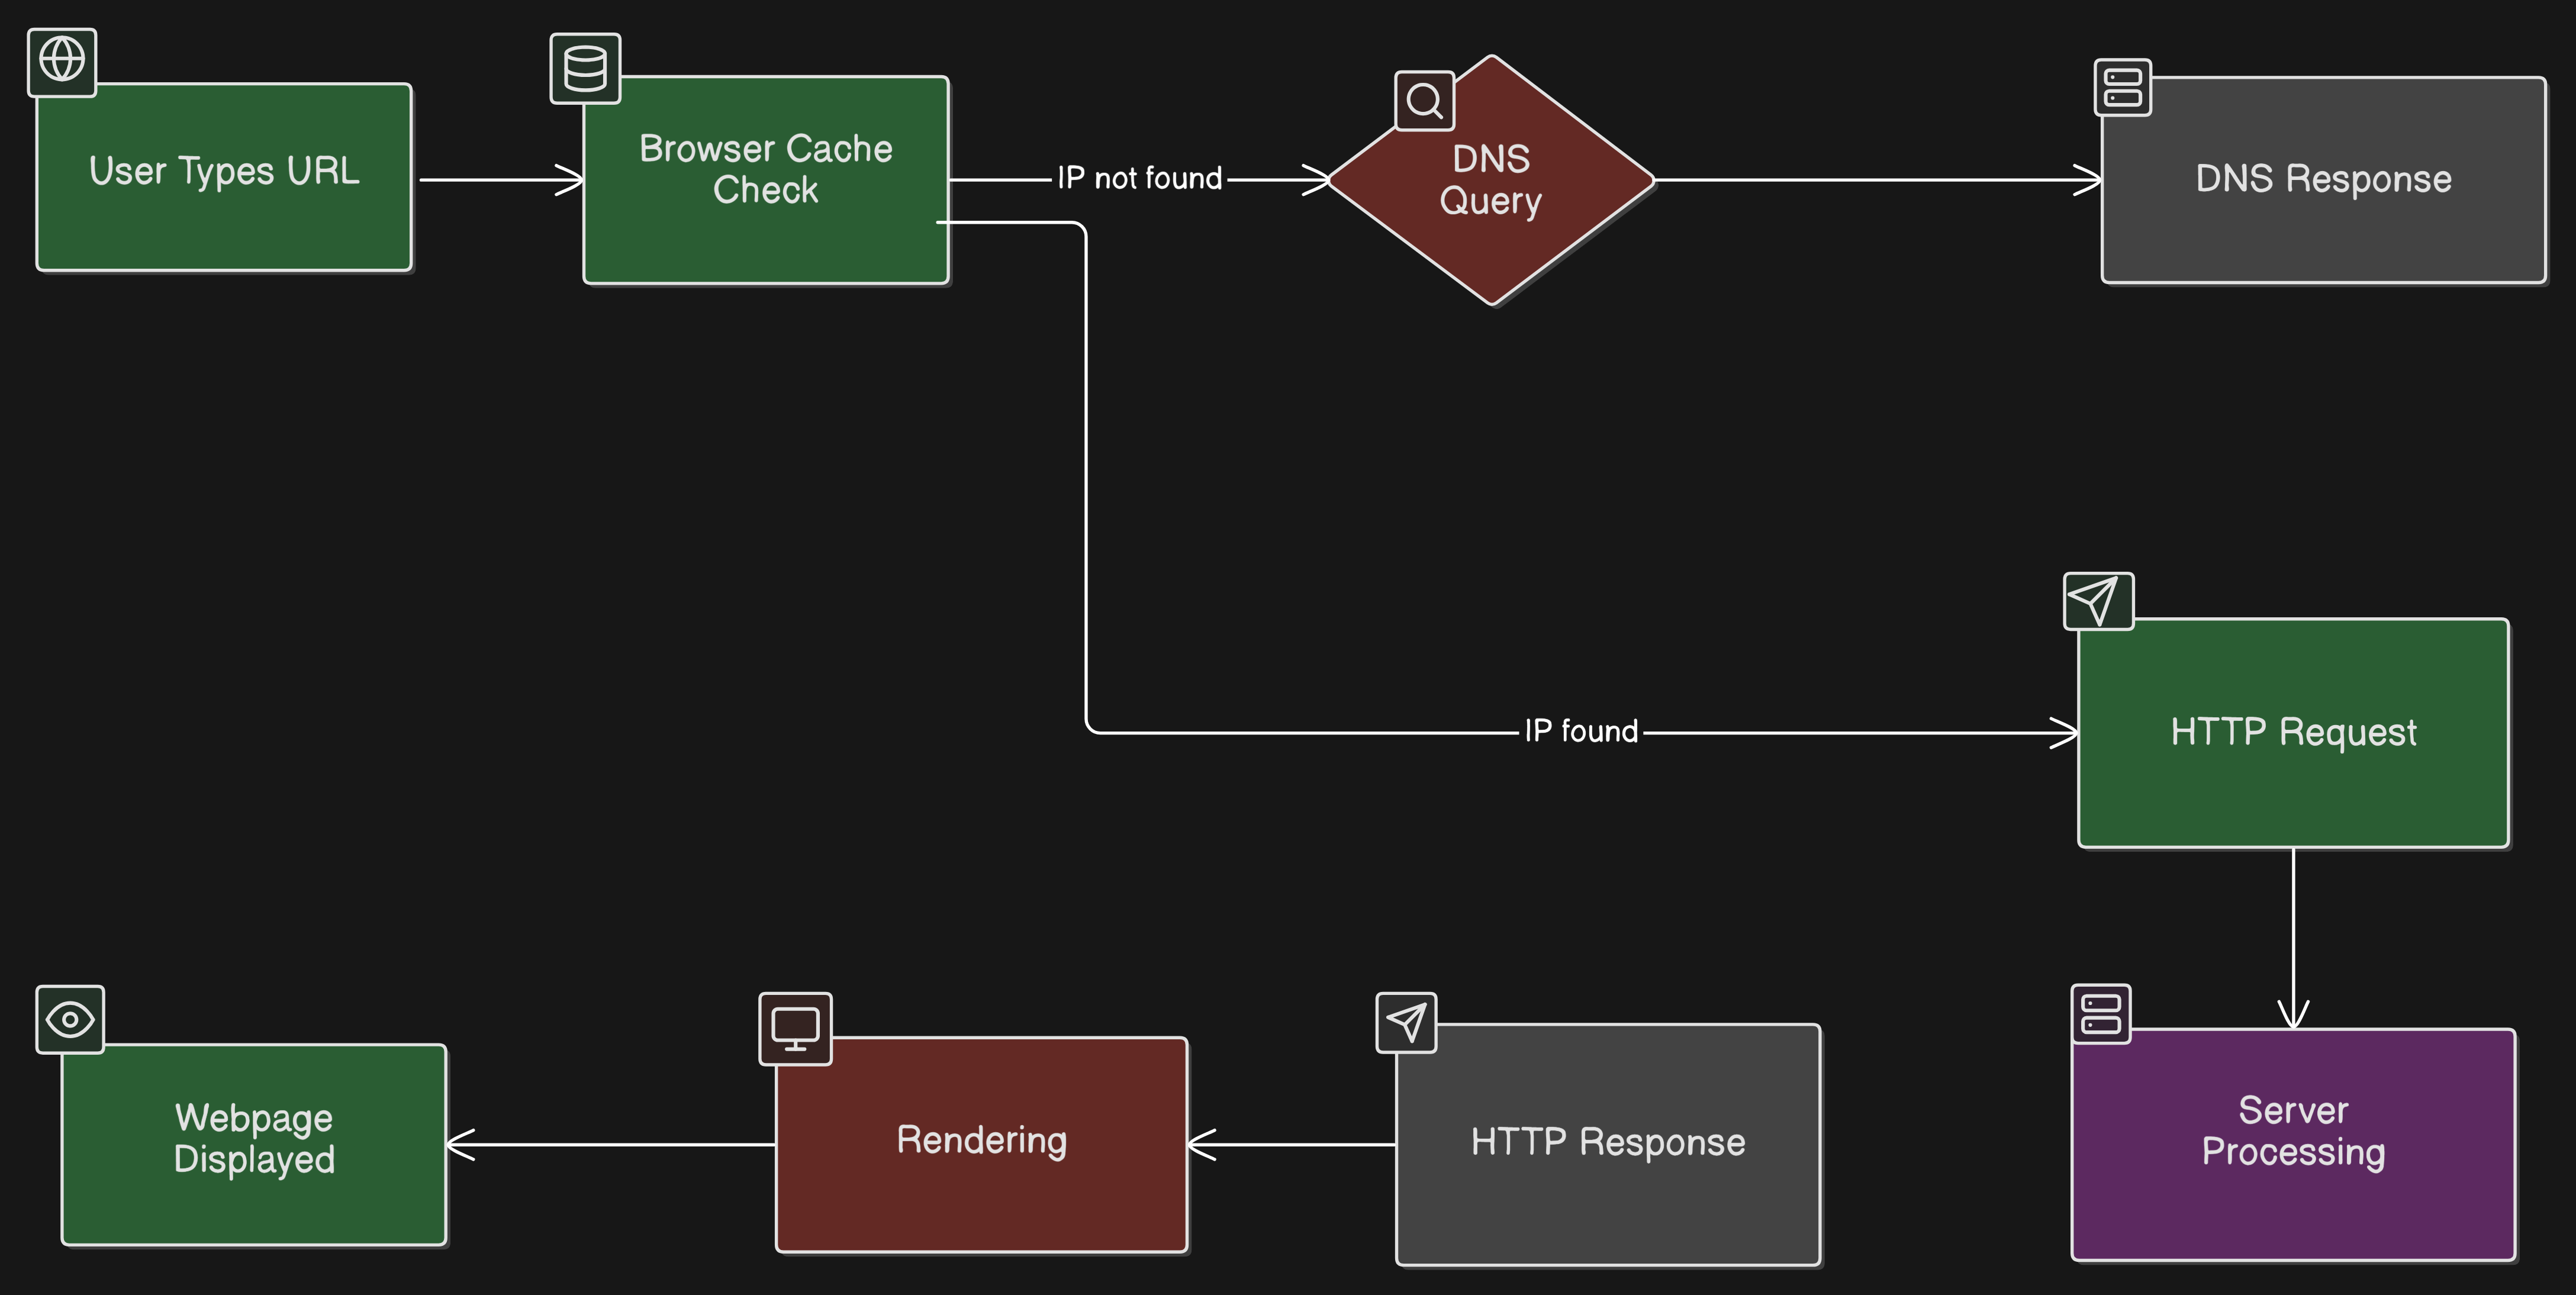 User Types URL
Browser Cache
Check
IP not found
DNS
Query
DNS Response
IP found
HTTP Request
Webpage
Displayed
Rendering
HTTP Response
Server
Processing